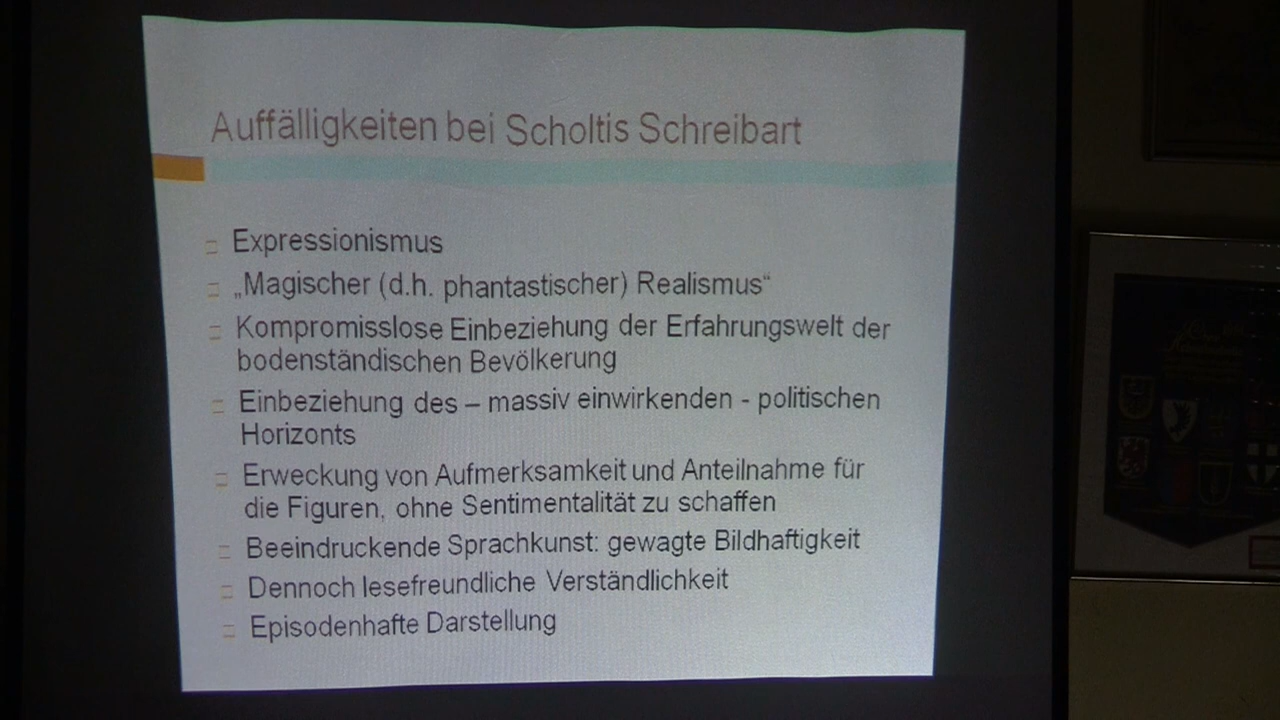 Auffälligkeiten bei Scholtis Schreibart
Expressionismus
„Magischer (d.h. phantastischer) Realismus“
Kompromisslose Einbeziehung der Erfahrungswelt der
bodenständischen Bevölkerung
Einbeziehung des – massiv einwirkenden - politischen
Horizonts
Erweckung von Aufmerksamkeit und Anteilnahme für
die Figuren, ohne Sentimentalität zu schaffen
Beeindruckende Sprachkunst: gewagte Bildhaftigkeit
Dennoch lesefreundliche Verständlichkeit
Episodenhafte Darstellung